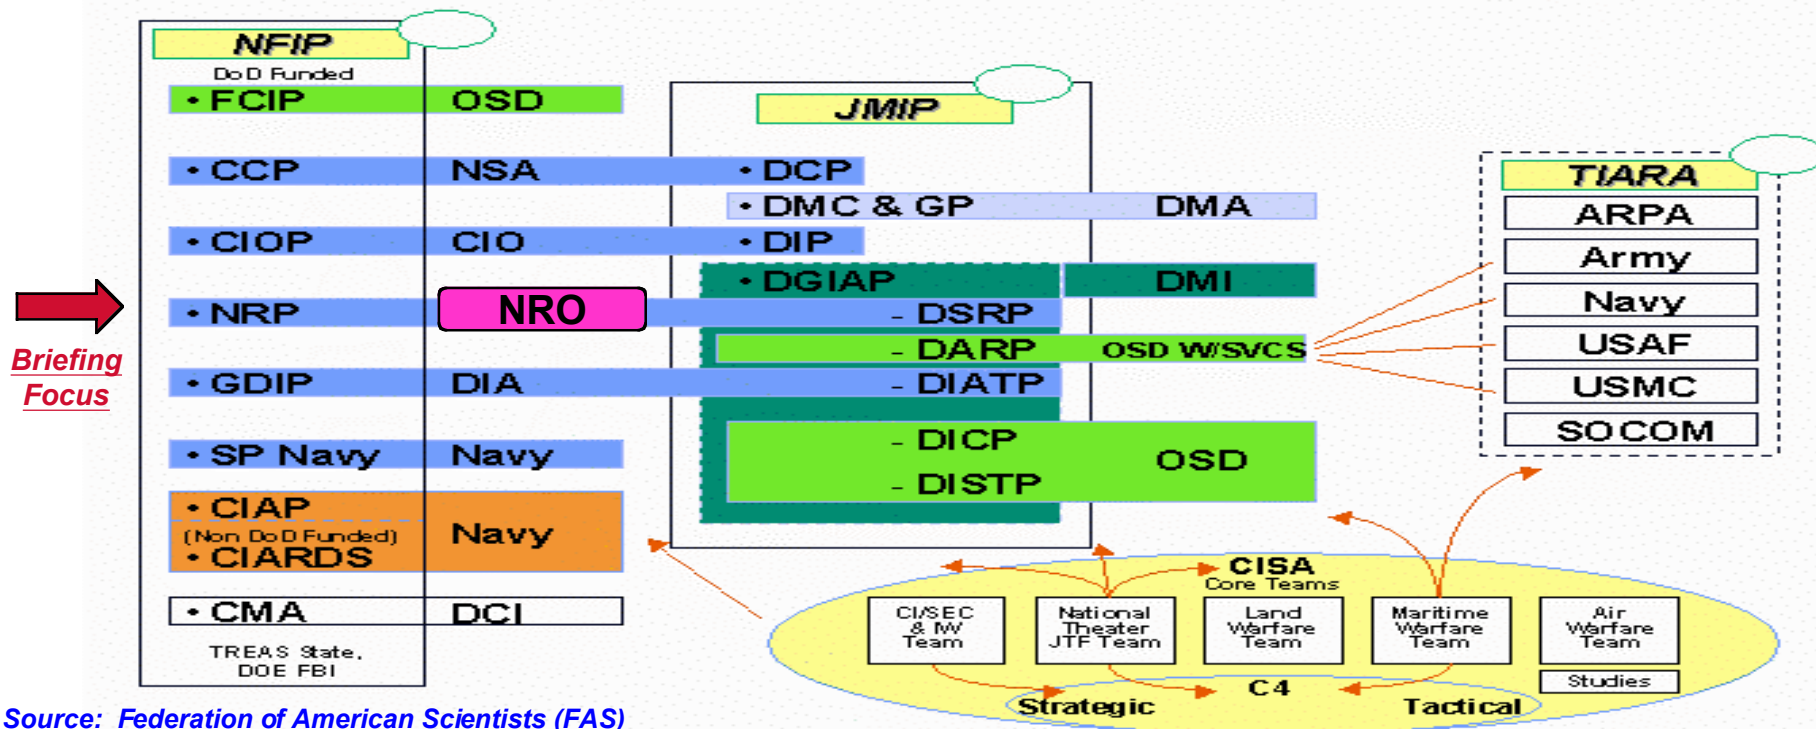 NFIP
DoD Funded
• FCIP OSD
JMIP
• CCP NSA • DCP
• DMC & GP DMA
• CIOP CIO • DIP
• DGIAP DMI
• NRP NRO - DSRP
- DARP OSD W/SVCS
• GDIP DIA - DIATP
- DICP
OSD
- DISTP
• SP Navy Navy
• CIAP
(Non DoD Funded)
• CIARDS
Navy
• CMA DCI
TREAS State,
DOE FBI
Briefing
Focus
TIARA
ARPA
Army
Navy
USAF
USMC
SOCOM
CISA
Core Teams
CI/SEC
& IW
Team
National
Theater
JTF Team
Land
Warfare
Team
Maritime
Warfare
Team
Air
Warfare
Team
Studies
C4
Strategic Tactical
Source: Federation of American Scientists (FAS)